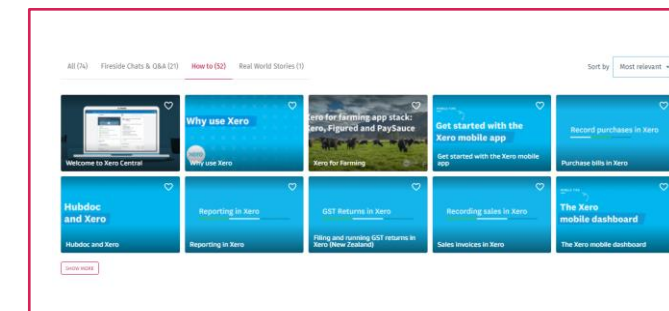 All (74) Fireside Chats & Q&A (21) How to (52) Real World Stories (1) Sort by Most relevant
Welcome to Xero Central
Why use Xero
Why use Xero
Xero for farming app stack:
Xero, Figured and PaySauce
Xero for Farming
Get started with the
Xero mobile app
Get started with the Xero mobile
app
Record purchases in Xero
Purchase bills in Xero
Hubdoc
and Xero
Hubdoc and Xero
Reporting in Xero
Reporting in Xero
GST Returns in Xero
Filing and running GST returns in
Xero (New Zealand)
Recording sales in Xero
Sales invoices in Xero
The Xero
mobile dashboard
The Xero mobile dashboard
SHOW MORE